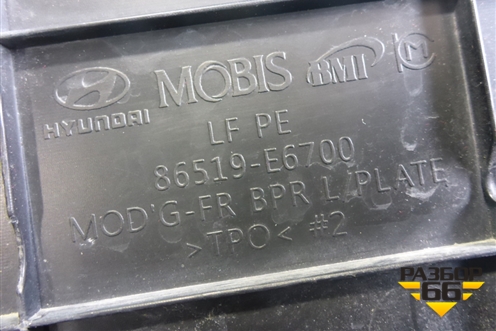 HYUNDAI MOBIS BMI M
LF PE
86519-E6700
MOD'G-FR BPR L/PLATE
>TPO< #2
РАЗБОР
66